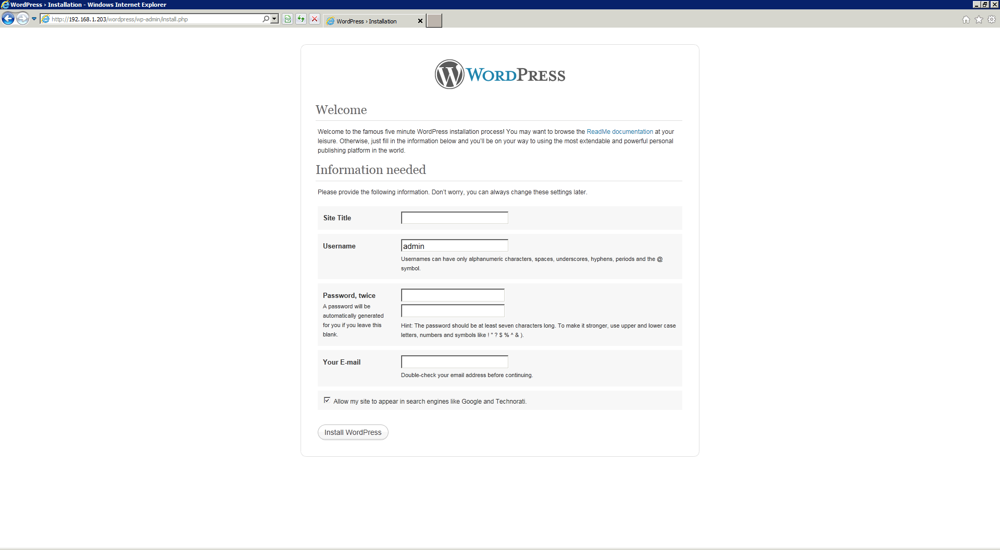 WordPress › Installation - Windows Internet Explorer
http://192.168.1.203/wordpress/wp-admin/install.php
WordPress › Installation
WORDPRESS
Welcome
Welcome to the famous five minute WordPress installation process! You may want to browse the ReadMe documentation at your
leisure. Otherwise, just fill in the information below and you'll be on your way to using the most extendable and powerful personal
publishing platform in the world.
Information needed
Please provide the following information. Don't worry, you can always change these settings later.
Site Title
Username
admin
Usernames can have only alphanumeric characters, spaces, underscores, hyphens, periods and the @
symbol.
Password, twice
A password will be
automatically generated
for you if you leave this
blank.
Hint: The password should be at least seven characters long. To make it stronger, use upper and lower case
letters, numbers and symbols like ! " ? $ % ^ & ).
Your E-mail
Double-check your email address before continuing.
Allow my site to appear in search engines like Google and Technorati.
Install WordPress